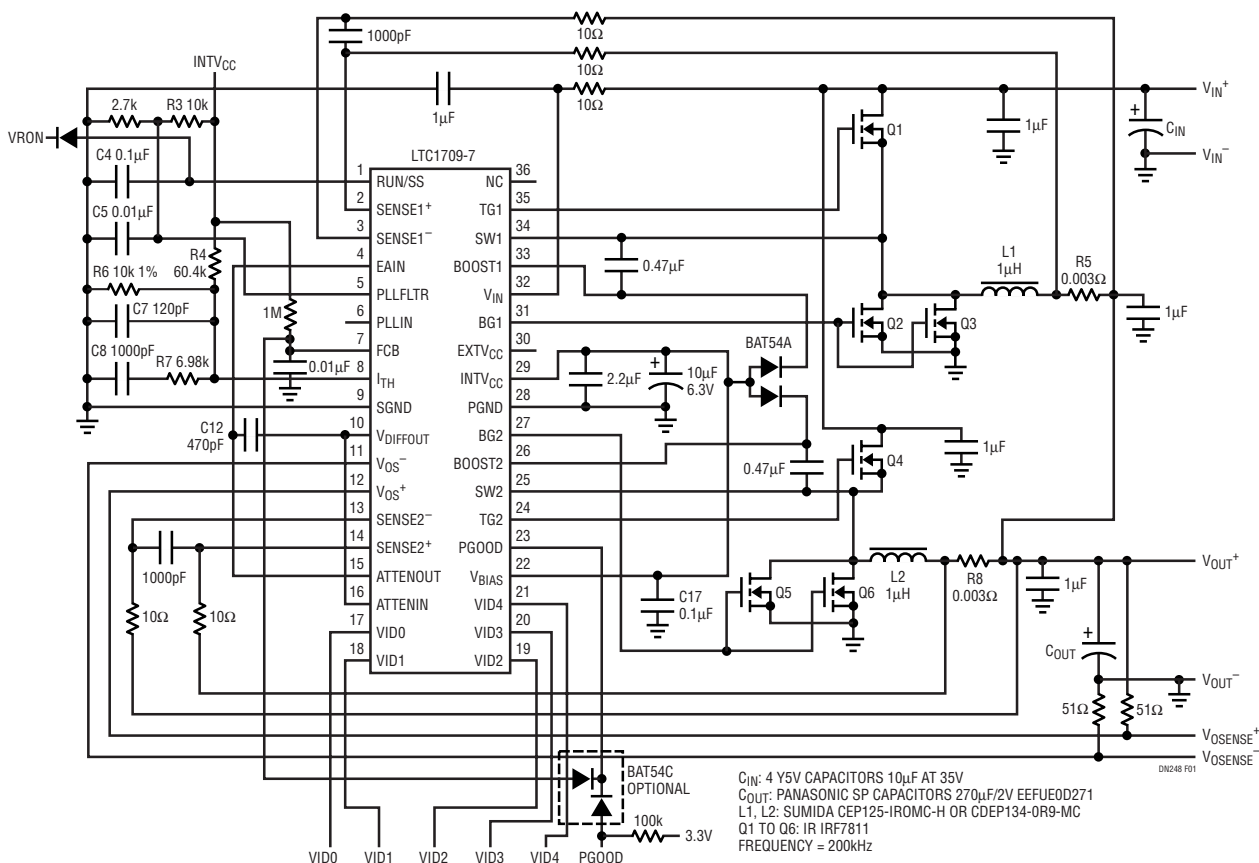 1000pF
10Ω
INTVCC
10Ω
10Ω
1µF
VIN+
2.7k
R3 10k
VRON
Q1
1µF
+
CIN
VIN−
C4 0.1µF
LTC1709-7
1 RUN/SS
NC 36
2 SENSE1+
TG1 35
C5 0.01µF
3 SENSE1−
SW1 34
4 EAIN
BOOST1 33
R4
60.4k
0.47µF
L1
1µH
R5
0.003Ω
R6 10k 1%
5 PLLFLTR
VIN 32
1M
6 PLLIN
BG1 31
Q2
Q3
1µF
C7 120pF
7 FCB
EXTVCC 30
BAT54A
C8 1000pF
R7 6.98k
0.01µF
8 ITH
INTVCC 29
2.2µF
+
10µF
6.3V
9 SGND
PGND 28
C12
470pF
10 VDIFFOUT
BG2 27
1µF
11 VOS−
BOOST2 26
0.47µF
Q4
12 VOS+
SW2 25
13 SENSE2−
TG2 24
14 SENSE2+
PGOOD 23
1000pF
15 ATTENOUT
VBIAS 22
L2
1µH
R8
0.003Ω
VOUT+
1µF
16 ATTENIN
VID4 21
C17
0.1µF
Q5
Q6
10Ω
10Ω
17 VID0
VID3 20
18 VID1
VID2 19
+
COUT
VOUT−
51Ω
51Ω
VOSENSE+
VOSENSE−
DN248 F01
BAT54C
OPTIONAL
CIN: 4 Y5V CAPACITORS 10µF AT 35V
COUT: PANASONIC SP CAPACITORS 270µF/2V EEFUE0D271
L1, L2: SUMIDA CEP125-IROMC-H OR CDEP134-0R9-MC
Q1 TO Q6: IR IRF7811
FREQUENCY = 200kHz
100k
3.3V
VID0
VID1
VID2
VID3
VID4
PGOOD